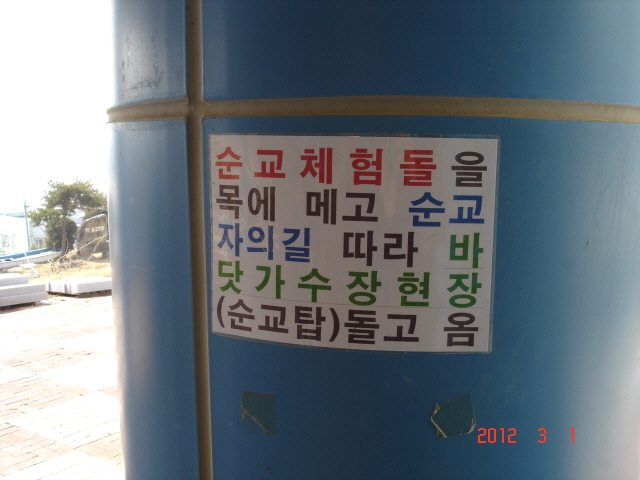 순교체험돌을
목에 메고 순교
자의길 따라 바
닷가수장현장
(순교탑)돌고 옴
2012 3 1